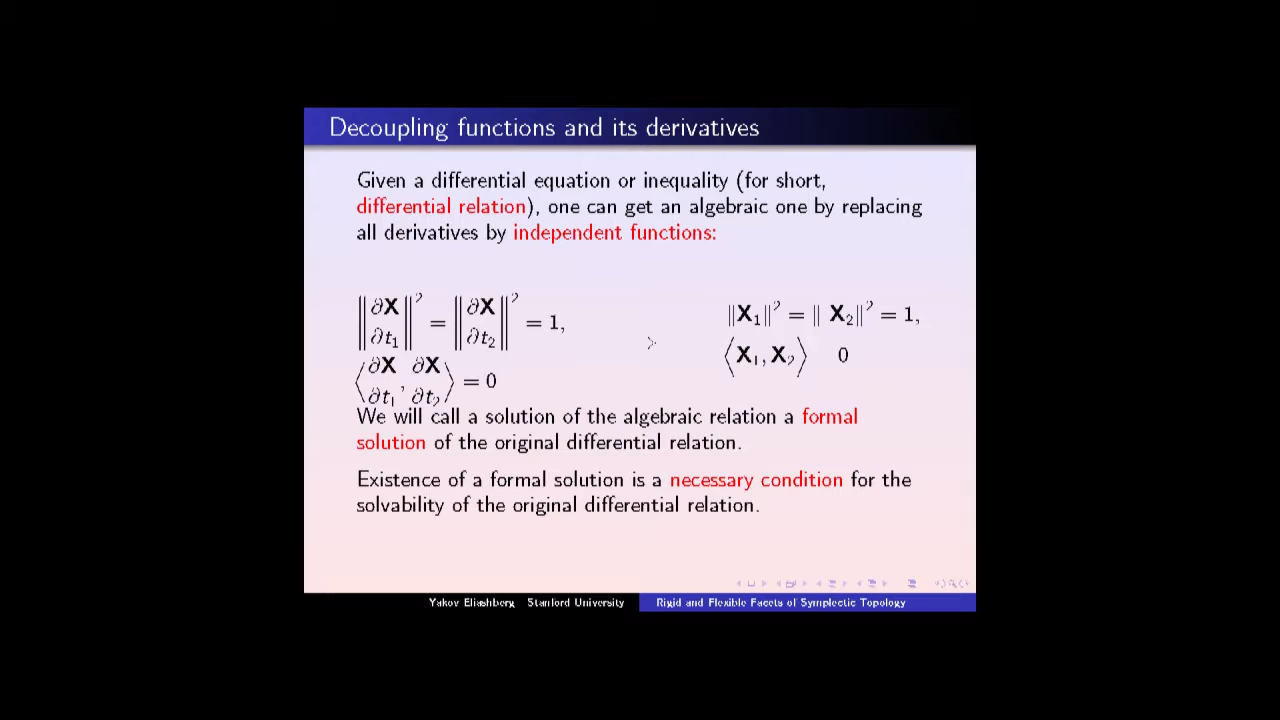 Decoupling functions and its derivatives
Given a differential equation or inequality (for short,
differential relation), one can get an algebraic one by replacing
all derivatives by independent functions:
‖∂X/∂t₁‖² = ‖∂X/∂t₂‖² = 1,
⟨∂X/∂t₁, ∂X/∂t₂⟩ = 0
>
‖X₁‖² = ‖ X₂‖² = 1,
⟨X₁, X₂⟩ 0
We will call a solution of the algebraic relation a formal
solution of the original differential relation.
Existence of a formal solution is a necessary condition for the
solvability of the original differential relation.
Yakov Eliashberg Stanford University
Rigid and Flexible Facets of Symplectic Topology